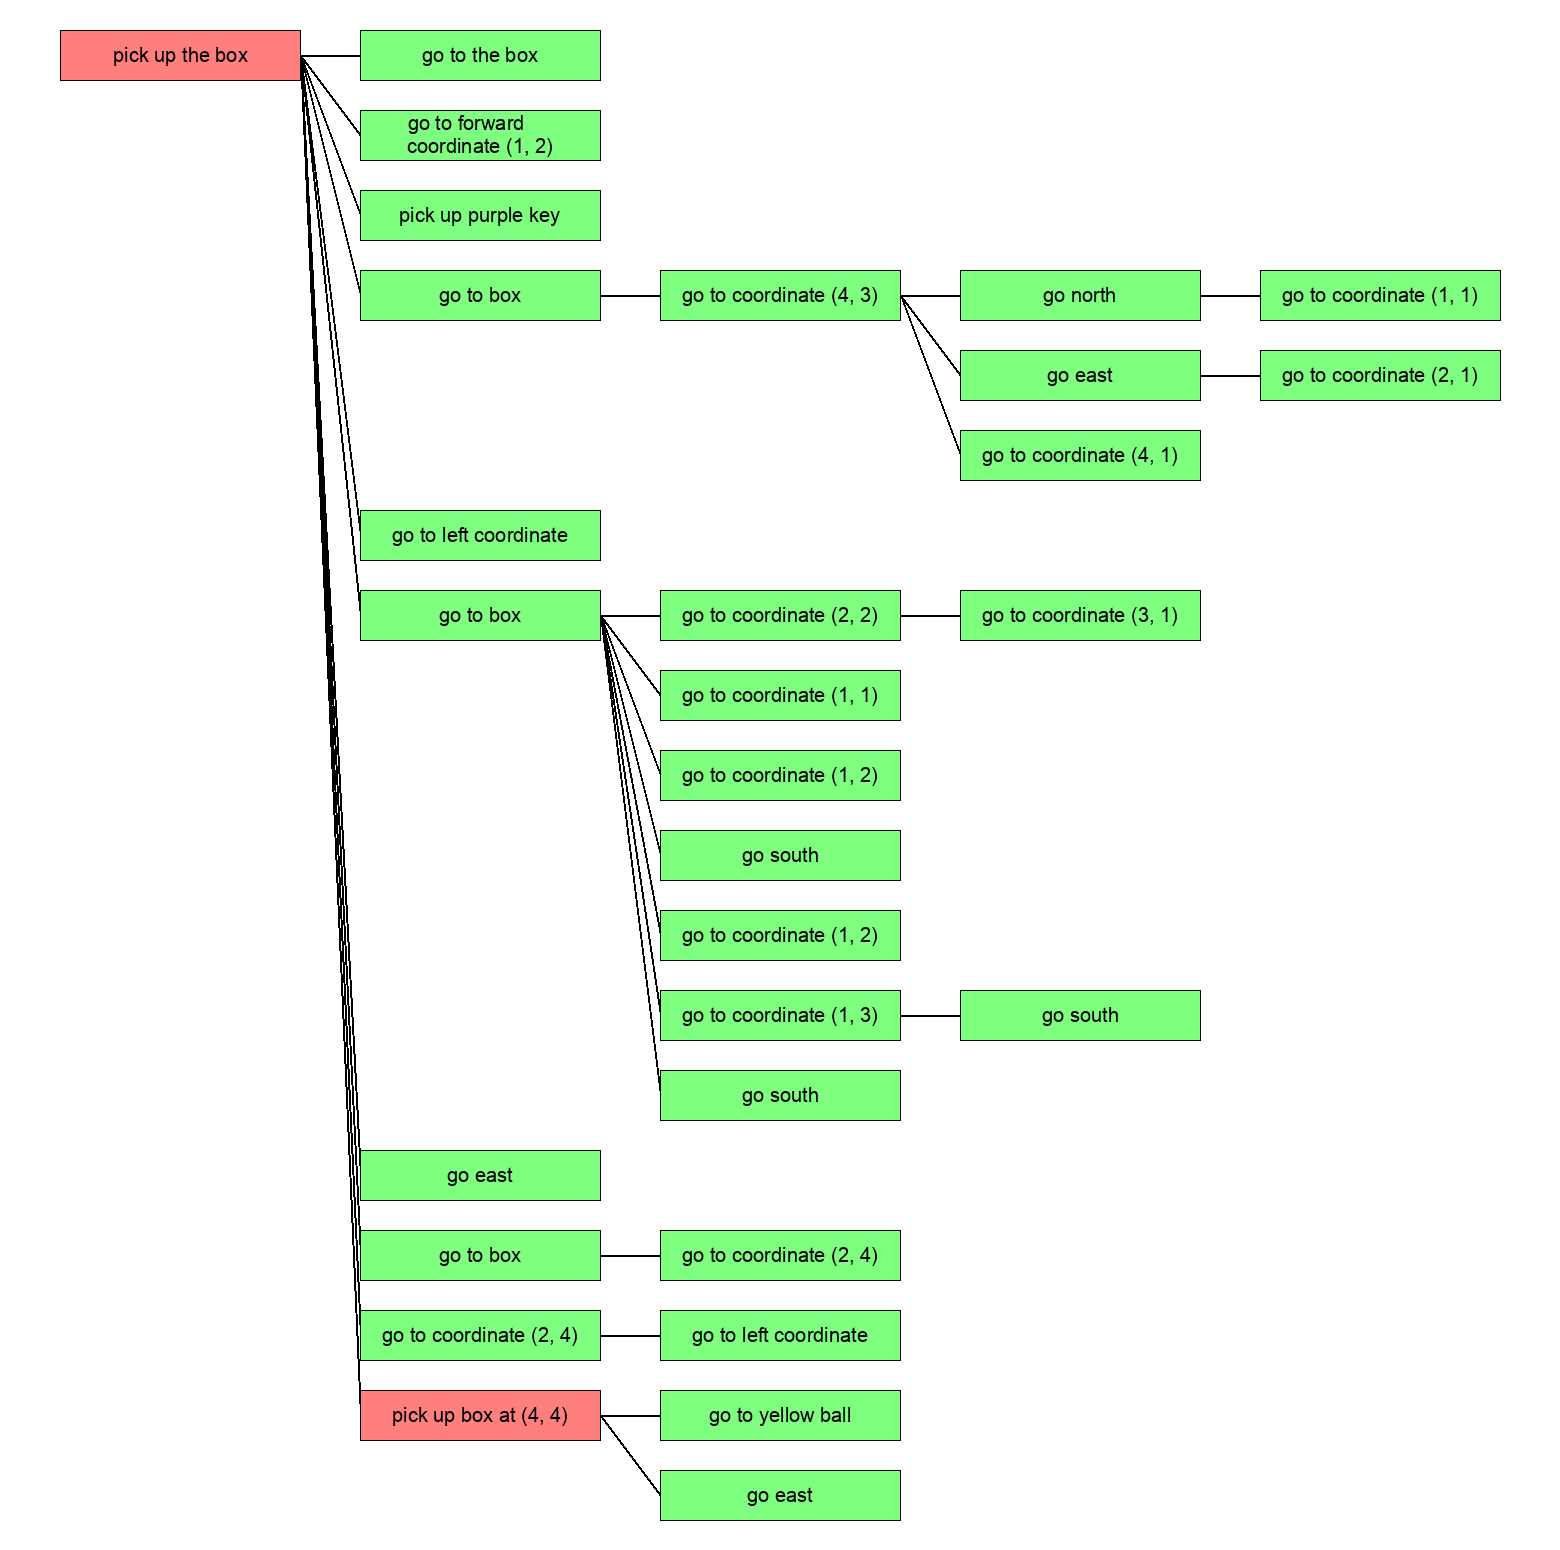 pick up the box
go to the box
go to forward
coordinate (1, 2)
pick up purple key
go to box
go to coordinate (4, 3)
go north
go to coordinate (1, 1)
go east
go to coordinate (2, 1)
go to coordinate (4, 1)
go to left coordinate
go to box
go to coordinate (2, 2)
go to coordinate (3, 1)
go to coordinate (1, 1)
go to coordinate (1, 2)
go south
go to coordinate (1, 2)
go to coordinate (1, 3)
go south
go south
go east
go to box
go to coordinate (2, 4)
go to coordinate (2, 4)
go to left coordinate
pick up box at (4, 4)
go to yellow ball
go east